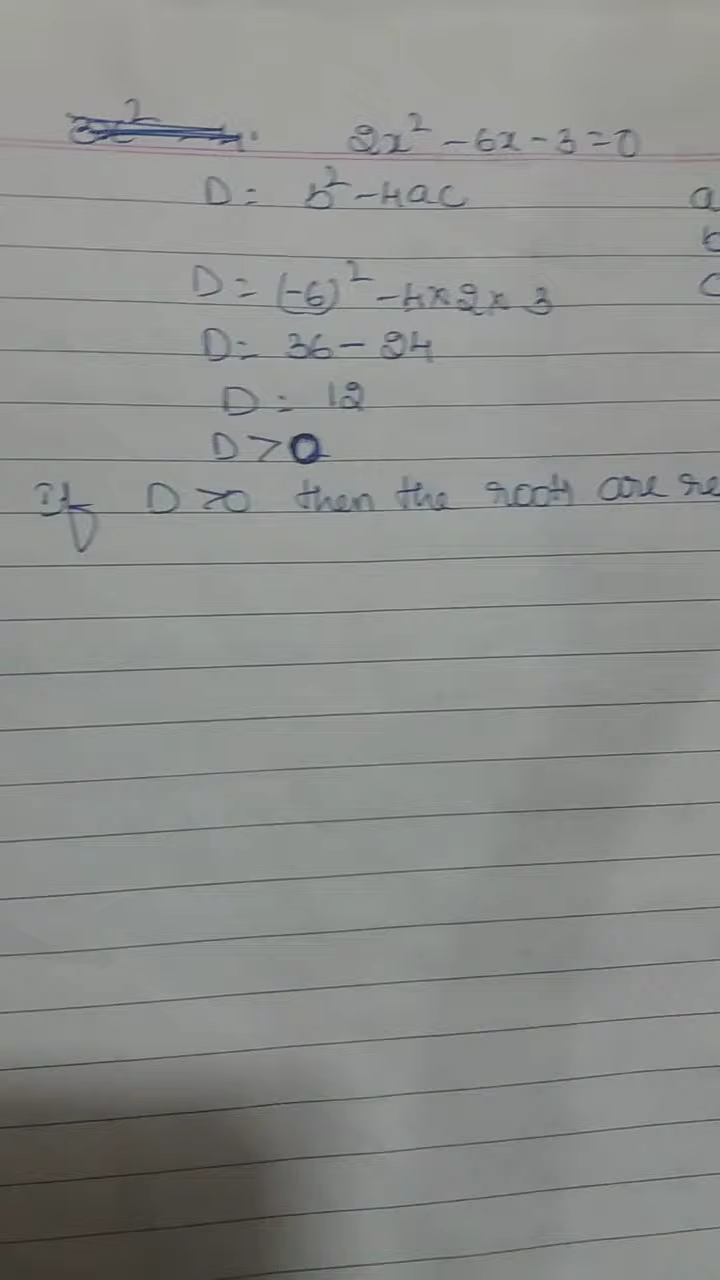 2x² - 6x - 3 = 0
D = b² - 4ac
a
b
D = (-6)² - 4×2×3
c
D = 36 - 24
D = 12
D > 0
If D > 0 then the roots are re